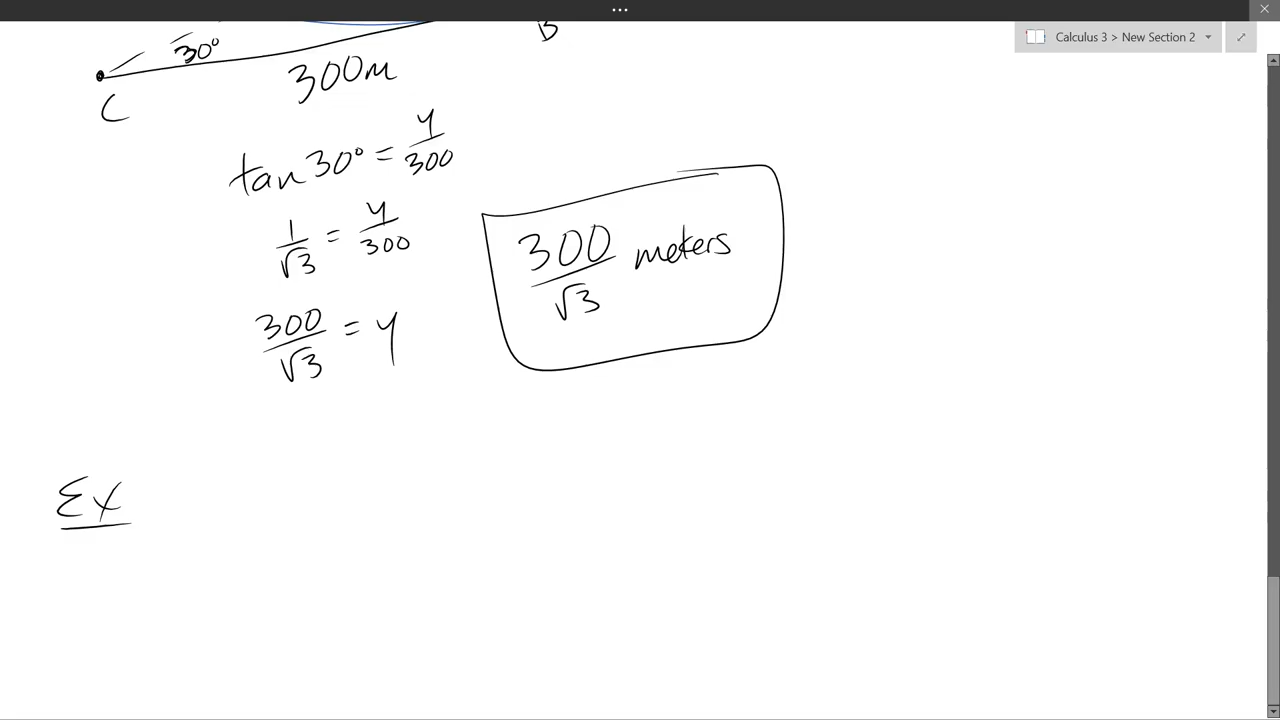 ...
Calculus 3 > New Section 2
B
30°
300m
C
tan 30° = y/300
1/√3 = y/300
300/√3 = y
300/√3 meters
Ex